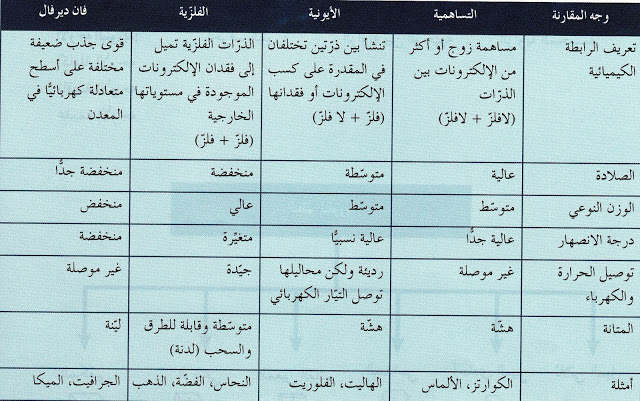 وجه المقارنة التساهمية الأيونية الفلزّية فان ديرفال
تعريف الرابطة الكيميائية
مساهمة زوج أو أكثر
من الإلكترونات بين
الذرّات
(لافلزّ + لافلزّ)
تنشأ بين ذرّتين تختلفان
في المقدرة على كسب
الإلكترونات أو فقدانها
(فلزّ + لا فلزّ)
الذرّات الفلزّية تميل
إلى فقدان الإلكترونات
الموجودة في مستوياتها
الخارجية
(فلزّ + فلزّ)
قوى جذب ضعيفة
مختلفة على أسطح
متعادلة كهربائيًّا في
المعدن
الصلادة عالية متوسّطة منخفضة منخفضة جدًّا
الوزن النوعي متوسّط متوسّط عالي منخفض
درجة الانصهار عالية جدًّا عالية نسبيًّا متغيّرة منخفضة
توصيل الحرارة
والكهرباء
غير موصلة
رديئة ولكن محاليلها
توصل التيّار الكهربائي
جيّدة
غير موصلة
المتانة
هشّة
هشّة
متوسّطة وقابلة للطرق
والسحب (لدنة)
ليّنة
أمثلة الكوارتز، الألماس الهاليت، الفلوريت النحاس، الفضّة، الذهب الجرافيت، الميكا